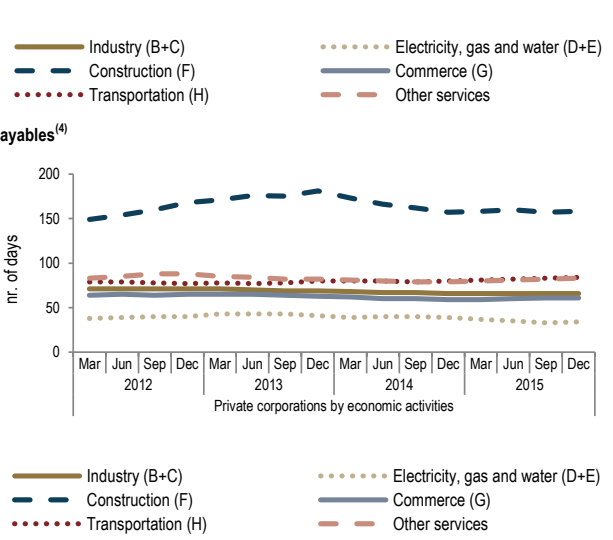 Industry (B+C) Electricity, gas and water (D+E)
Construction (F) Commerce (G)
Transportation (H) Other services
ayables(4)
nr. of days
200
150
100
50
0
Mar Jun Sep Dec Mar Jun Sep Dec Mar Jun Sep Dec Mar Jun Sep Dec
2012 2013 2014 2015
Private corporations by economic activities
Industry (B+C) Electricity, gas and water (D+E)
Construction (F) Commerce (G)
Transportation (H) Other services